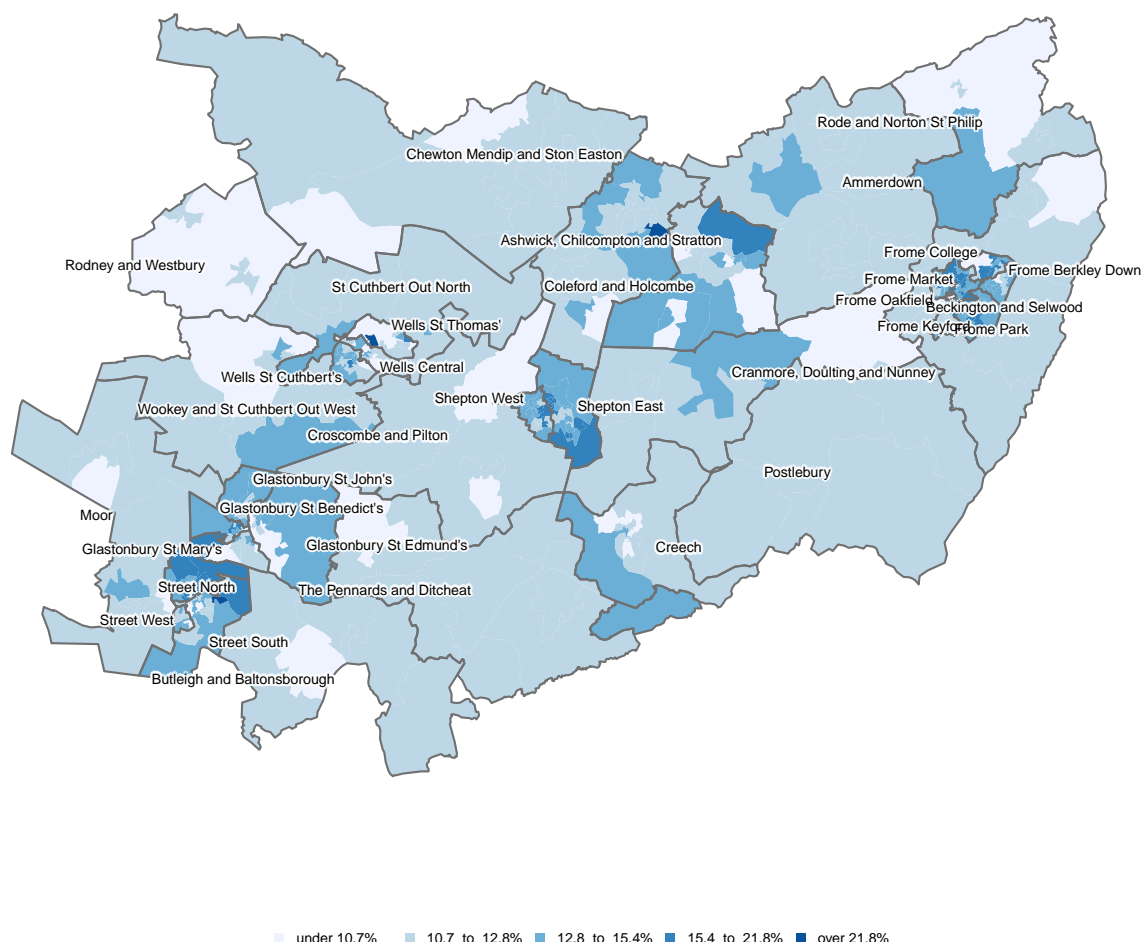 Rode and Norton St Philip
Chewton Mendip and Ston Easton
Ammerdown
Ashwick, Chilcompton and Stratton
Frome College
Rodney and Westbury
Frome Berkley Down
Frome Market
St Cuthbert Out North
Coleford and Holcombe
Frome Oakfield
Beckington and Selwood
Wells St Thomas'
Frome Keyford
Frome Park
Wells Central
Cranmore, Doulting and Nunney
Wells St Cuthbert's
Shepton West
Shepton East
Wookey and St Cuthbert Out West
Croscombe and Pilton
Postlebury
Glastonbury St John's
Glastonbury St Benedict's
Moor
Glastonbury St Edmund's
Creech
Glastonbury St Mary's
Street North
The Pennards and Ditcheat
Street West
Street South
Butleigh and Baltonsborough
under 10.7% 10.7 to 12.8% 12.8 to 15.4% 15.4 to 21.8% over 21.8%